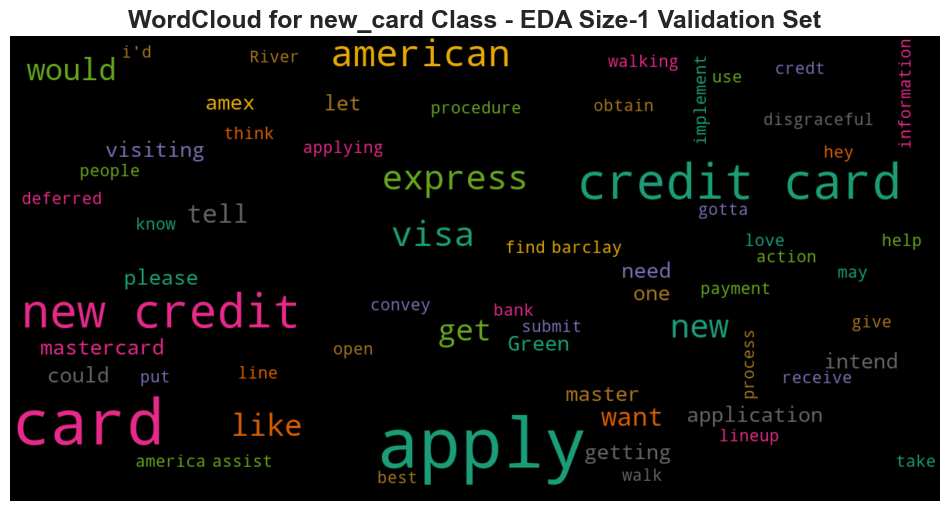 WordCloud for new_card Class - EDA Size-1 Validation Set
would
i'd
River
american
walking
use
credt
information
implement
amex
let
procedure
obtain
disgraceful
think
hey
visiting
applying
people
express
credit card
deferred
tell
gotta
know
visa
find
barclay
love
action
help
please
need
one
may
payment
new credit
convey
bank
submit
get
Green
new
give
mastercard
open
process
intend
could
put
line
receive
card
like
master
want
application
apply
getting
lineup
america
assist
best
walk
take